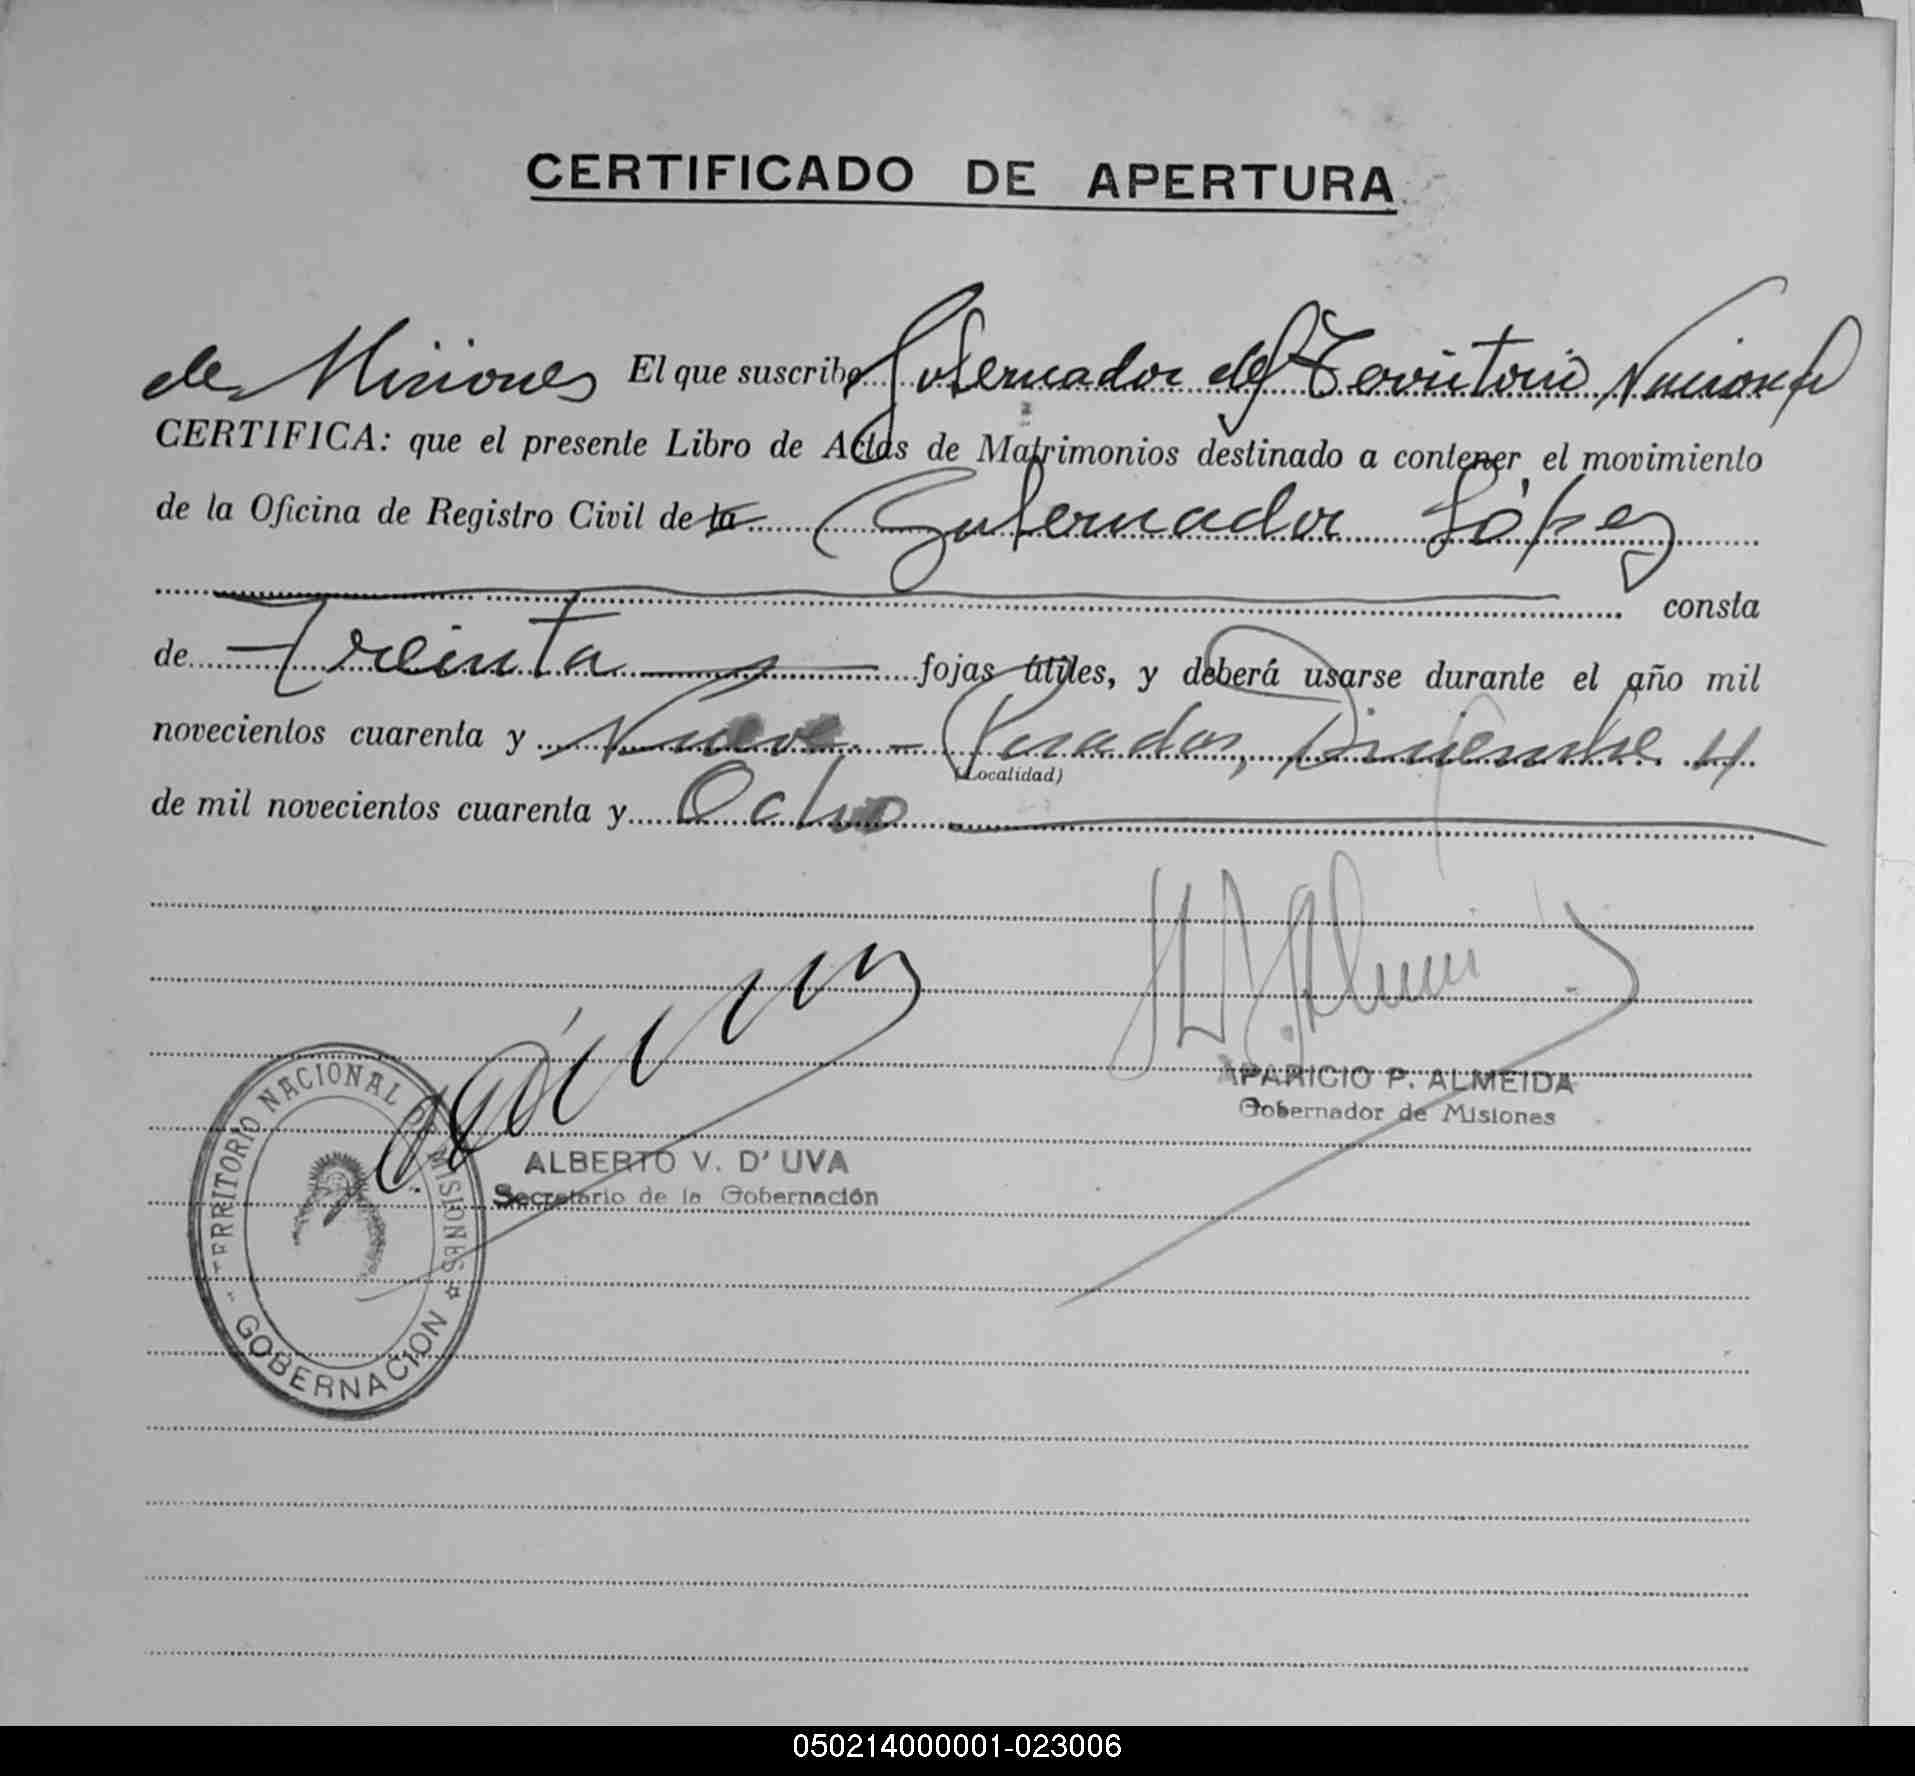 CERTIFICADO DE APERTURA
de Misiones El que suscribe Gobernador del Territorio Nacional
CERTIFICA: que el presente Libro de Actas de Matrimonios destinado a contener el movimiento
de la Oficina de Registro Civil de la Gobernador López
consta
de Treinta fojas útiles, y deberá usarse durante el año mil
novecientos cuarenta y Nueve - Posadas, Diciembre 4
(Localidad)
de mil novecientos cuarenta y Ocho
APARICIO P. ALMEIDA
Gobernador de Misiones
ALBERTO V. D' UVA
Secretario de la Gobernación
TERRITORIO NACIONAL DE MISIONES
GOBERNACION
050214000001-023006